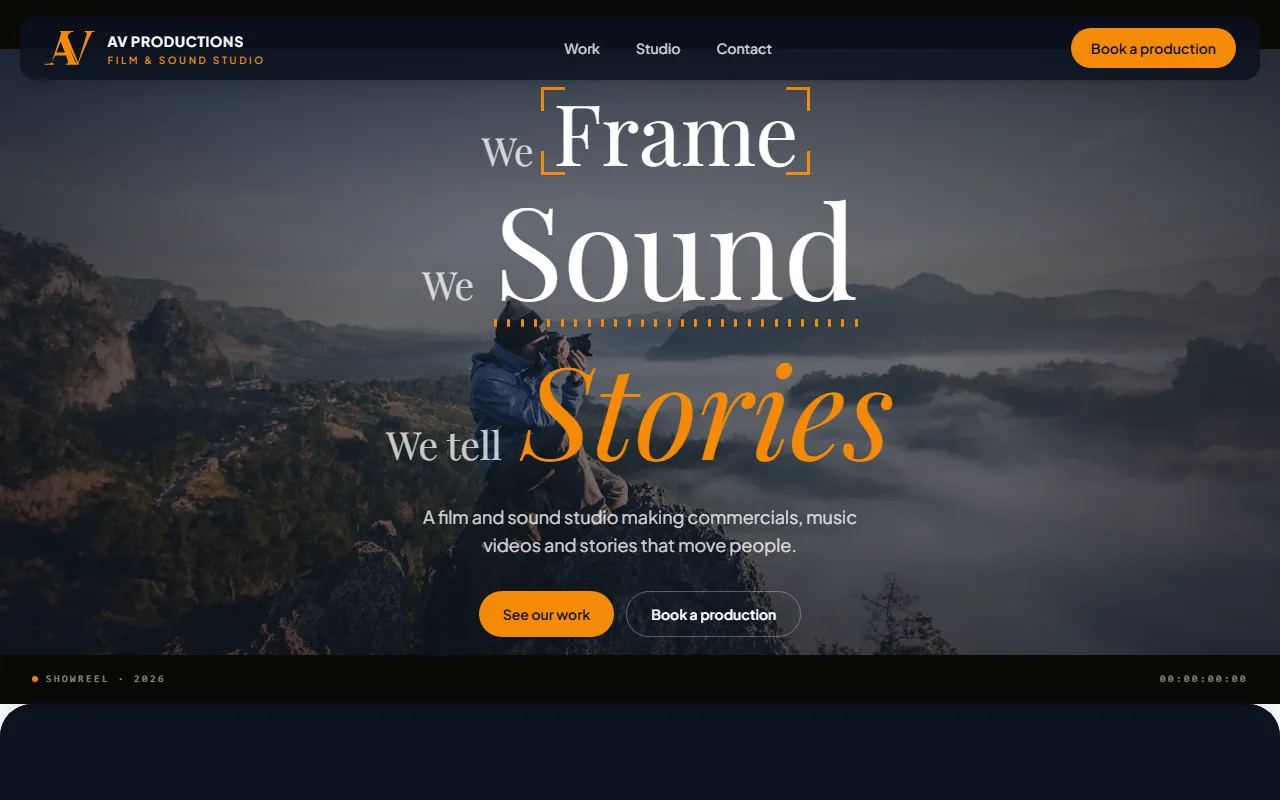 AV AV PRODUCTIONS
FILM & SOUND STUDIO
Work Studio Contact
Book a production
We Frame
We Sound
We tell Stories
A film and sound studio making commercials, music
videos and stories that move people.
See our work Book a production
SHOWREEL · 2026
00:00:00:00